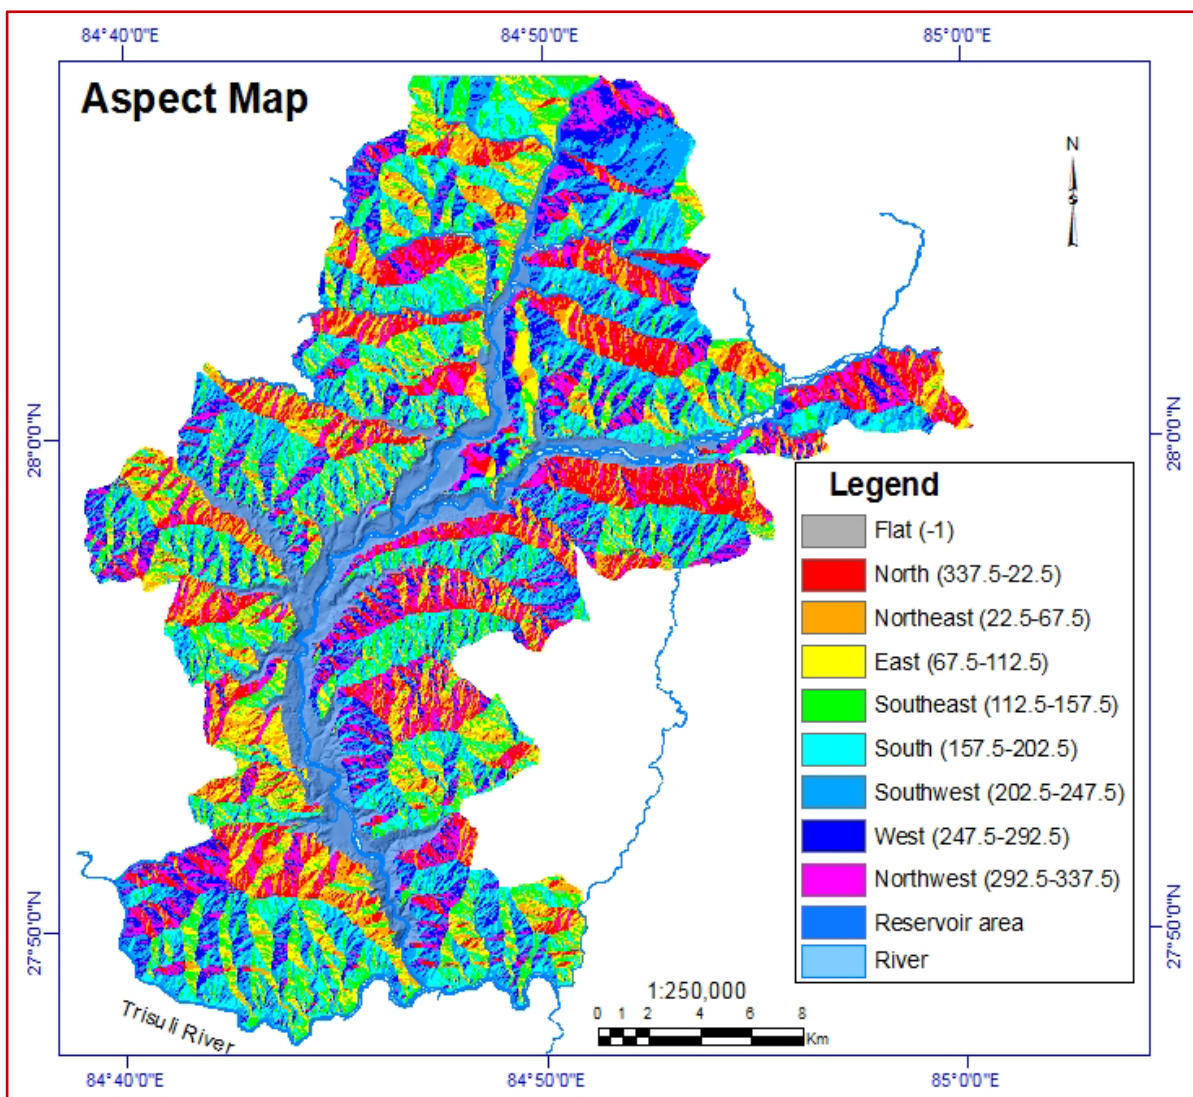 84°40'0"E 84°50'0"E 85°0'0"E
Aspect Map
N
S
28°0'0"N 28°0'0"N
Legend
Flat (-1)
North (337.5-22.5)
Northeast (22.5-67.5)
East (67.5-112.5)
Southeast (112.5-157.5)
South (157.5-202.5)
Southwest (202.5-247.5)
West (247.5-292.5)
Northwest (292.5-337.5)
Reservoir area
River
27°50'0"N 27°50'0"N
Trisuli River
1:250,000
0 1 2 4 6 8
Km
84°40'0"E 84°50'0"E 85°0'0"E